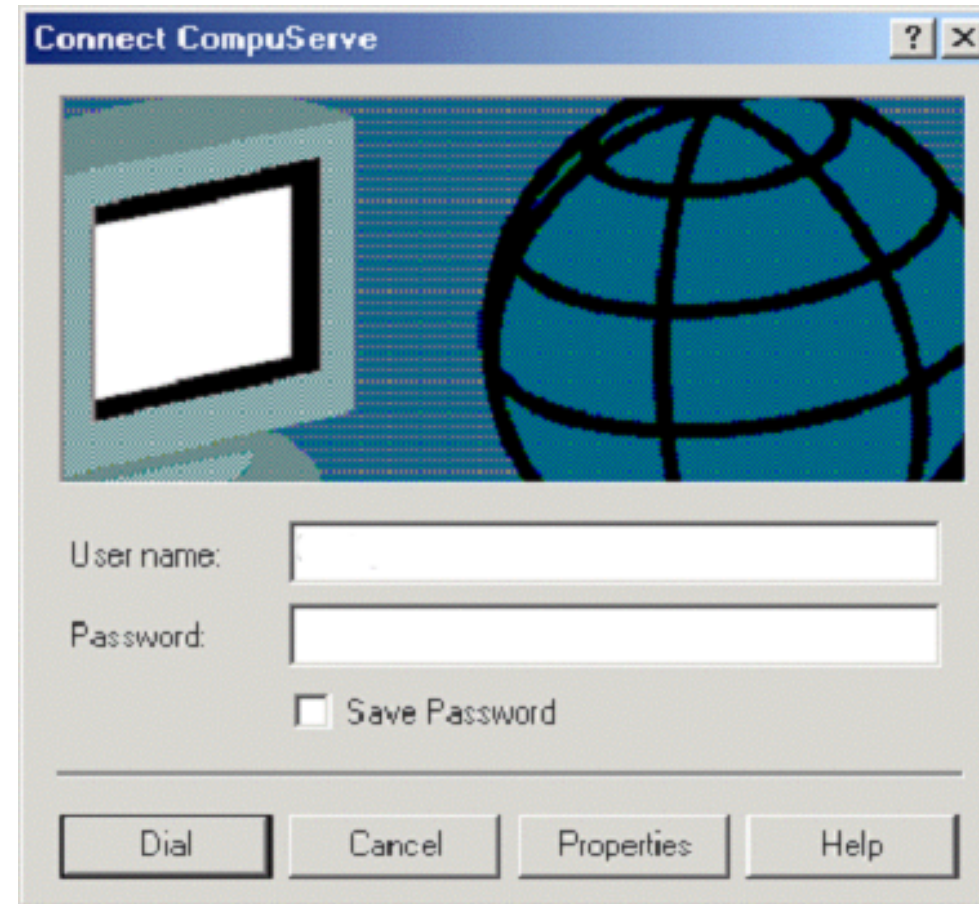 Connect CompuServe
User name:
Password:
Save Password
Dial Cancel Properties Help